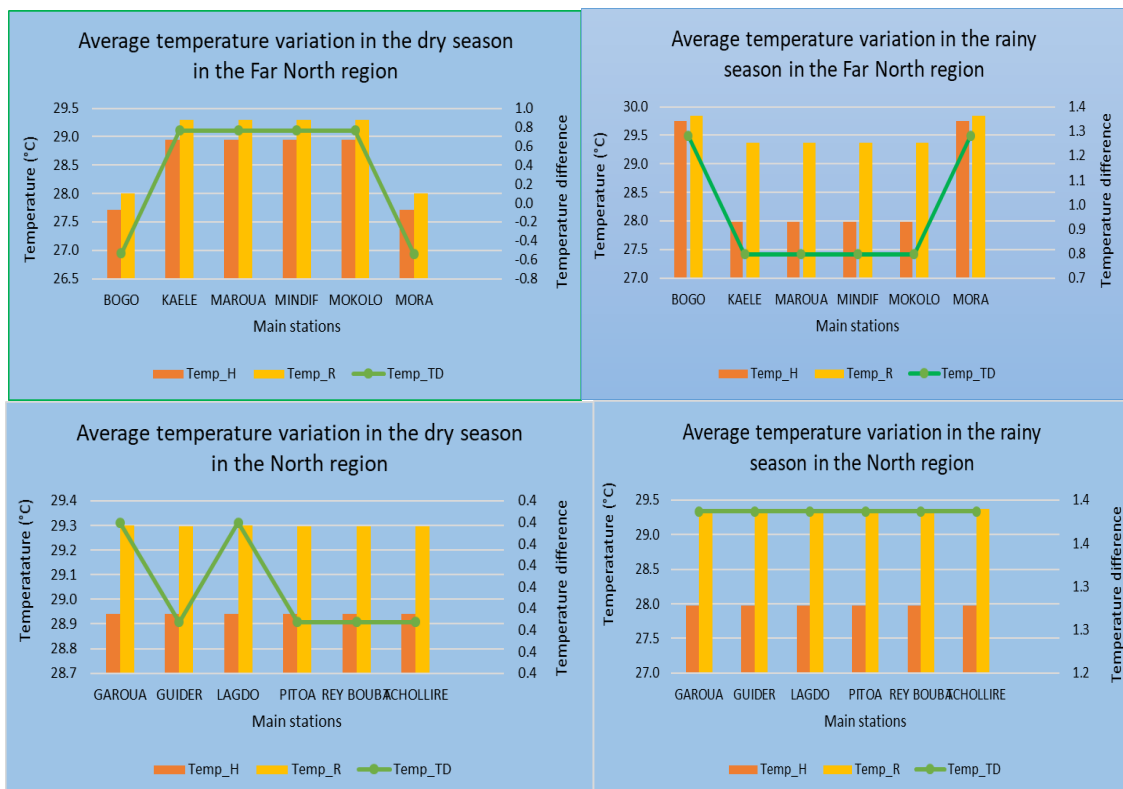 Average temperature variation in the dry season
in the Far North region
Temperature (°C)
29.5
29.0
28.5
28.0
27.5
27.0
26.5
1.0
0.8
0.6
0.4
0.2
0.0
-0.2
-0.4
-0.6
-0.8
Temperature difference
BOGO KAELE MAROUA MINDIF MOKOLO MORA
Main stations
Temp_H Temp_R Temp_TD
Average temperature variation in the rainy
season in the Far North region
Temperature (°C)
30.0
29.5
29.0
28.5
28.0
27.5
27.0
1.4
1.3
1.2
1.1
1.0
0.9
0.8
0.7
Temperature difference
BOGO KAELE MAROUA MINDIF MOKOLO MORA
Main stations
Temp_H Temp_R Temp_TD
Average temperature variation in the dry season
in the North region
Temperatature (°C)
29.4
29.3
29.2
29.1
29.0
28.9
28.8
28.7
0.4
0.4
0.4
0.4
0.4
0.4
0.4
0.4
0.4
Temperature difference
GAROUA GUIDER LAGDO PITOA REY BOUBA TCHOLLIRE
Main stations
Temp_H Temp_R Temp_TD
Average temperature variation in the rainy
season in the North region
Temperature (°C)
29.5
29.0
28.5
28.0
27.5
27.0
1.4
1.4
1.3
1.3
1.2
Temperature difference
GAROUA GUIDER LAGDO PITOA REY BOUBA TCHOLLIRE
Main stations
Temp_H Temp_R Temp_TD